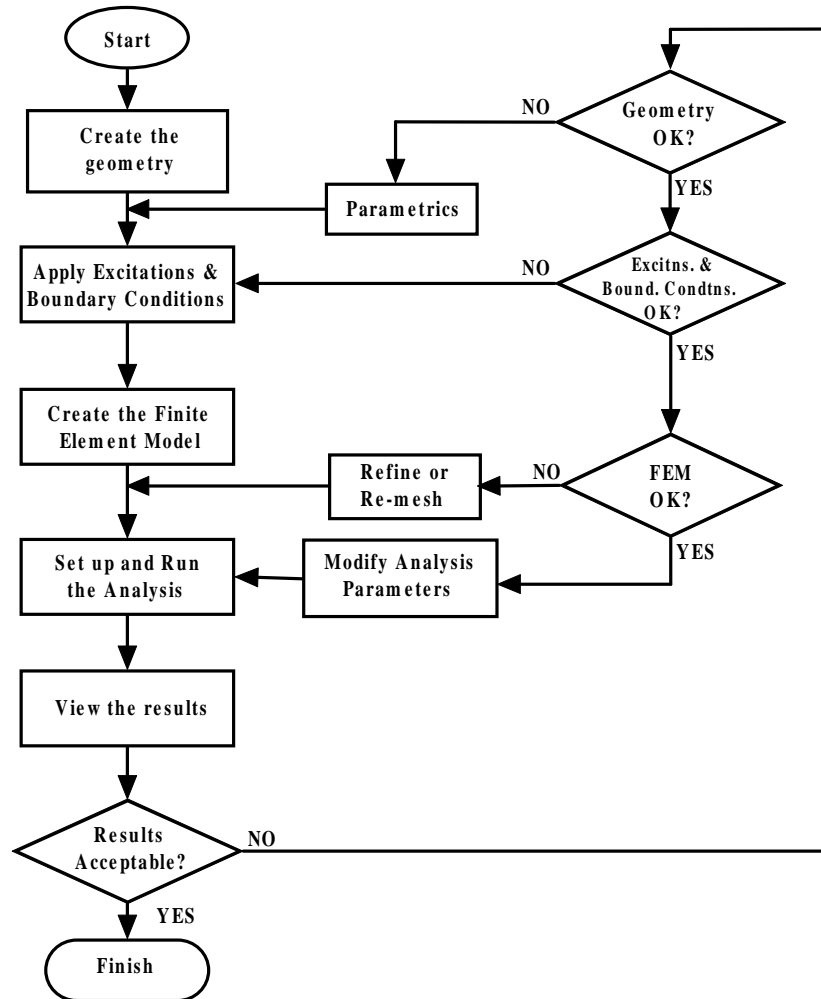 Start
Create the
geometry
Apply Excitations &
Boundary Conditions
Create the Finite
Element Model
Set up and Run
the Analysis
View the results
Results
Acceptable?
NO
YES
Finish
Geometry
OK?
NO
YES
Parametrics
Excitns. &
Bound. Condtns.
OK?
NO
YES
FEM
OK?
NO
YES
Refine or
Re-mesh
Modify Analysis
Parameters